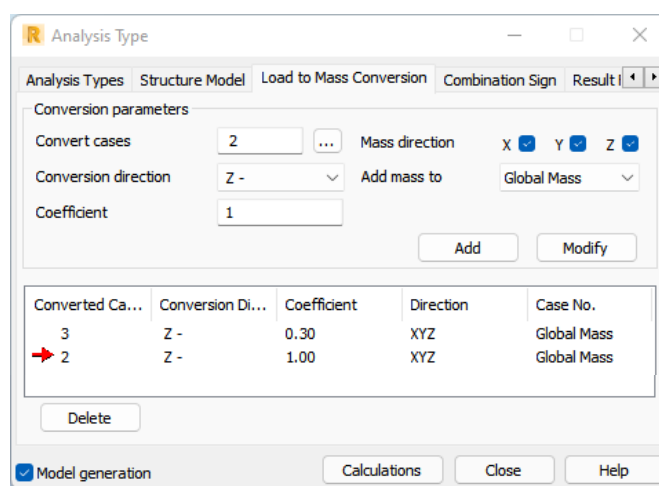 R Analysis Type
Analysis Types Structure Model Load to Mass Conversion Combination Sign Result
Conversion parameters
Convert cases 2 ... Mass direction X Y Z
Conversion direction Z - Add mass to Global Mass
Coefficient 1
Add Modify
Converted Ca... Conversion Di... Coefficient Direction Case No.
3 Z - 0.30 XYZ Global Mass
2 Z - 1.00 XYZ Global Mass
Delete
Model generation Calculations Close Help